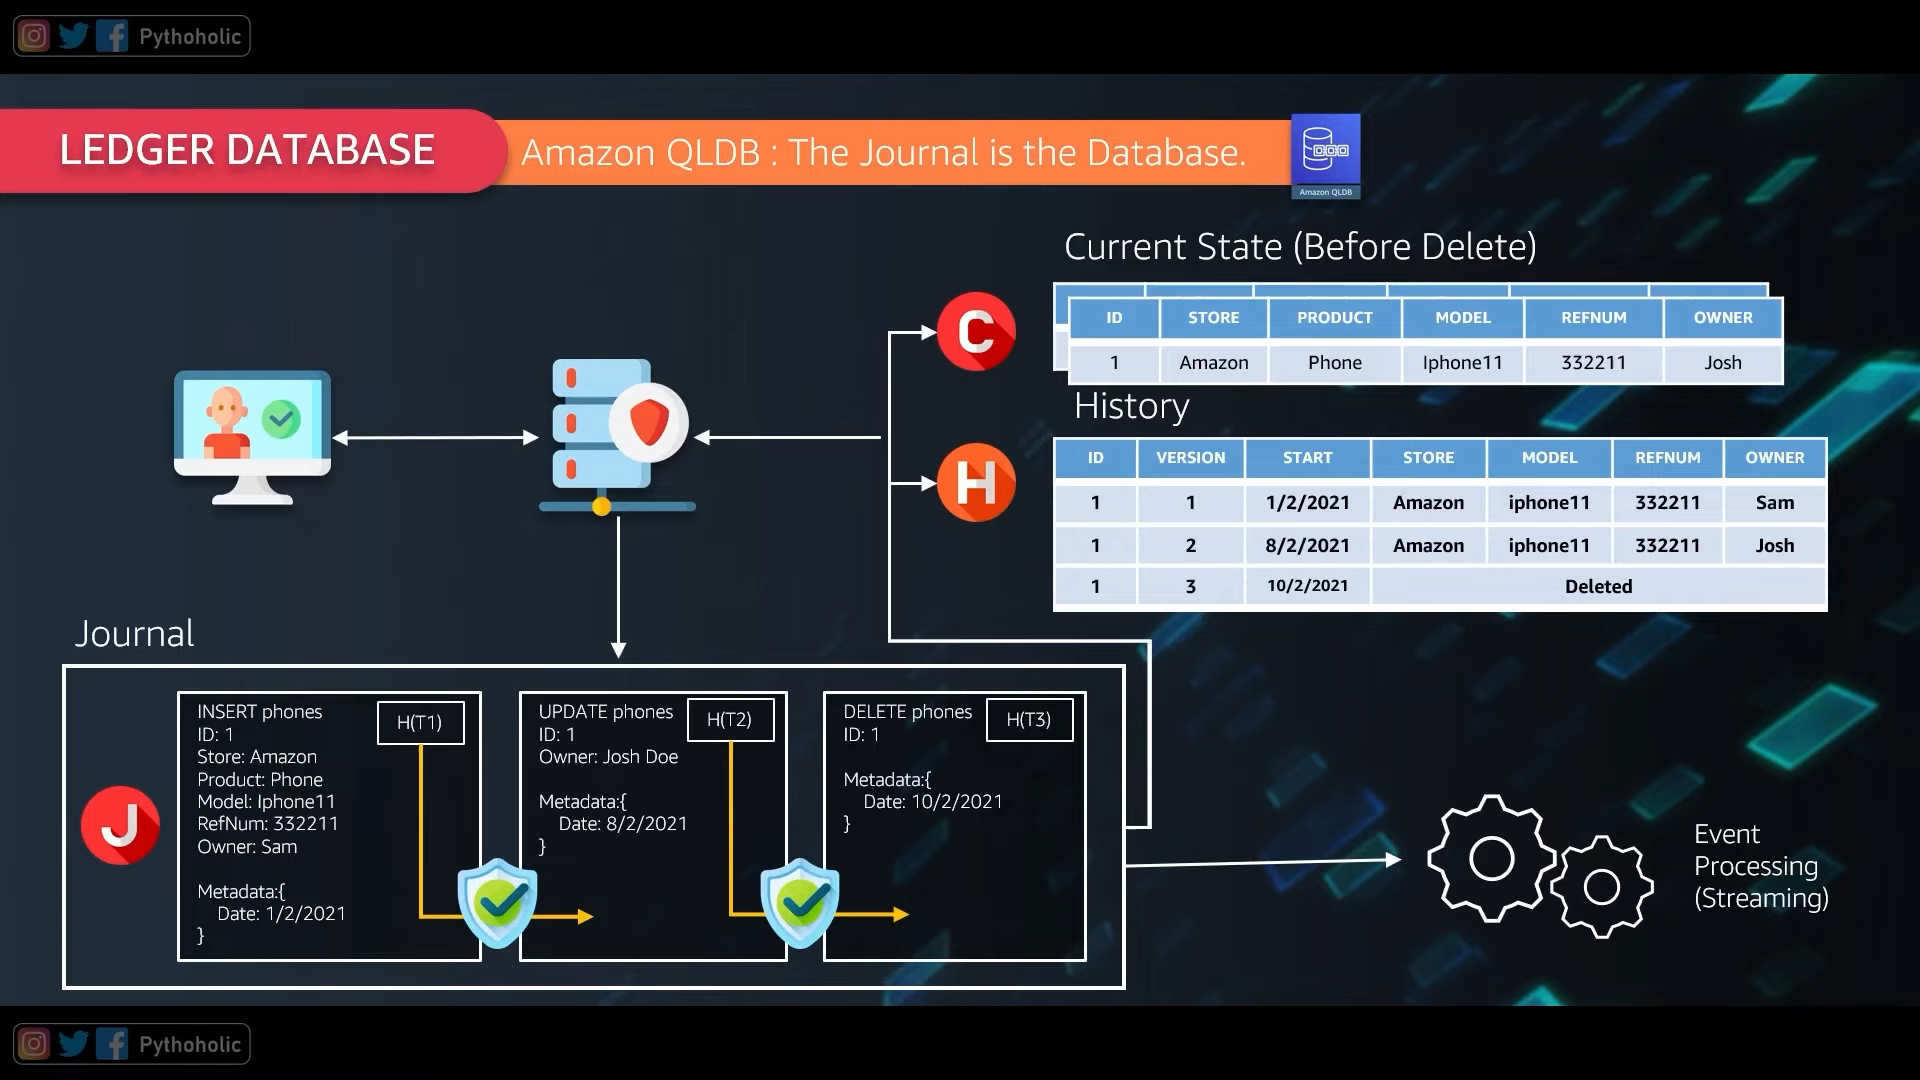 Pythoholic
LEDGER DATABASE
Amazon QLDB : The Journal is the Database.
Amazon QLDB
Current State (Before Delete)
ID STORE PRODUCT MODEL REFNUM OWNER
1 Amazon Phone Iphone11 332211 Josh
C
History
H
ID VERSION START STORE MODEL REFNUM OWNER
1 1 1/2/2021 Amazon iphone11 332211 Sam
1 2 8/2/2021 Amazon iphone11 332211 Josh
1 3 10/2/2021 Deleted
Journal
J
INSERT phones
ID: 1
Store: Amazon
Product: Phone
Model: Iphone11
RefNum: 332211
Owner: Sam
Metadata:{
Date: 1/2/2021
}
H(T1)
UPDATE phones
ID: 1
Owner: Josh Doe
Metadata:{
Date: 8/2/2021
}
H(T2)
DELETE phones
ID: 1
Metadata:{
Date: 10/2/2021
}
H(T3)
Event
Processing
(Streaming)
Pythoholic